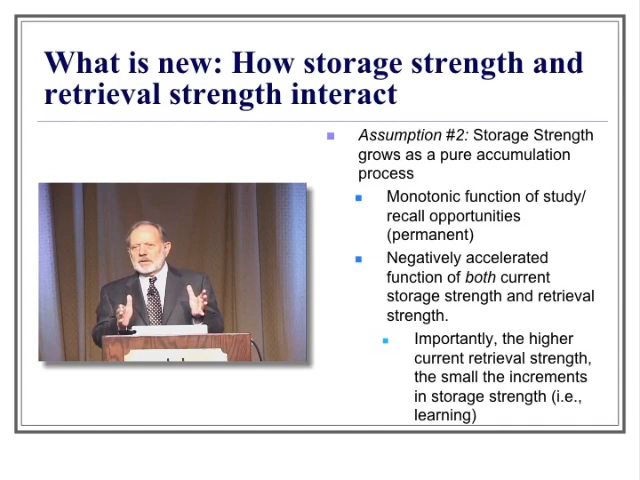 What is new: How storage strength and
retrieval strength interact
Assumption #2: Storage Strength
grows as a pure accumulation
process
Monotonic function of study/
recall opportunities
(permanent)
Negatively accelerated
function of both current
storage strength and retrieval
strength.
Importantly, the higher
current retrieval strength,
the small the increments
in storage strength (i.e.,
learning)